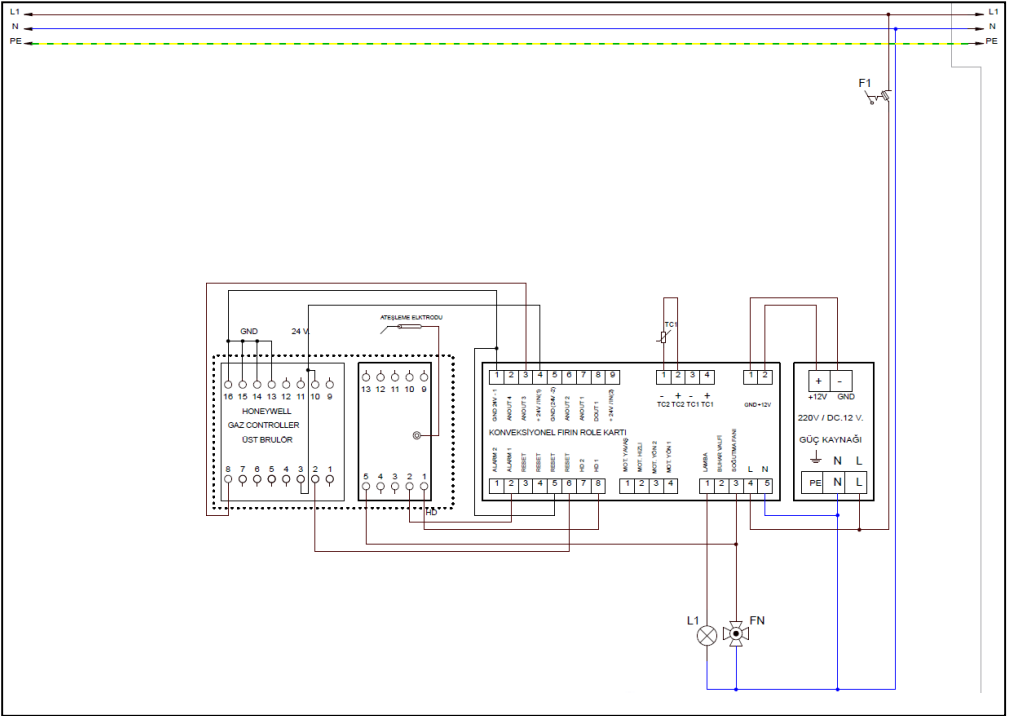 L1
L1
N
N
PE
PE
F1
ATEŞLEME ELKTRODU
GND
24 V.
TC1
16 15 14 13 12 11 10 9
HONEYWELL
GAZ CONTROLLER
ÜST BRULÖR
8 7 6 5 4 3 2 1
13 12 11 10 9
5 4 3 2 1
HD
1 2 3 4 5 6 7 8 9
GND 24V - 1
ANOUT 4
ANOUT 3
+ 24V /IN(1)
GND (24V -2)
ANOUT 2
ANOUT 1
DOUT 1
+ 24V /IN(2)
1 2 3 4
- + - +
TC2 TC2 TC1 TC1
1 2
GND +12V
KONVEKSİYONEL FIRIN ROLE KARTI
ALARM 2
ALARM 1
RESET
RESET
RESET
RESET
HD 2
HD 1
1 2 3 4 5 6 7 8
MOT. YAVAŞ
MOT. HIZLI
MOT. YÖN 2
MOT. YÖN 1
1 2 3 4
LAMBA
BUHAR VALFİ
SOĞUTMA FANI
L
N
1 2 3 4 5
+ -
+12V GND
220V / DC.12 V.
GÜÇ KAYNAĞI
N L
PE N L
L1
FN